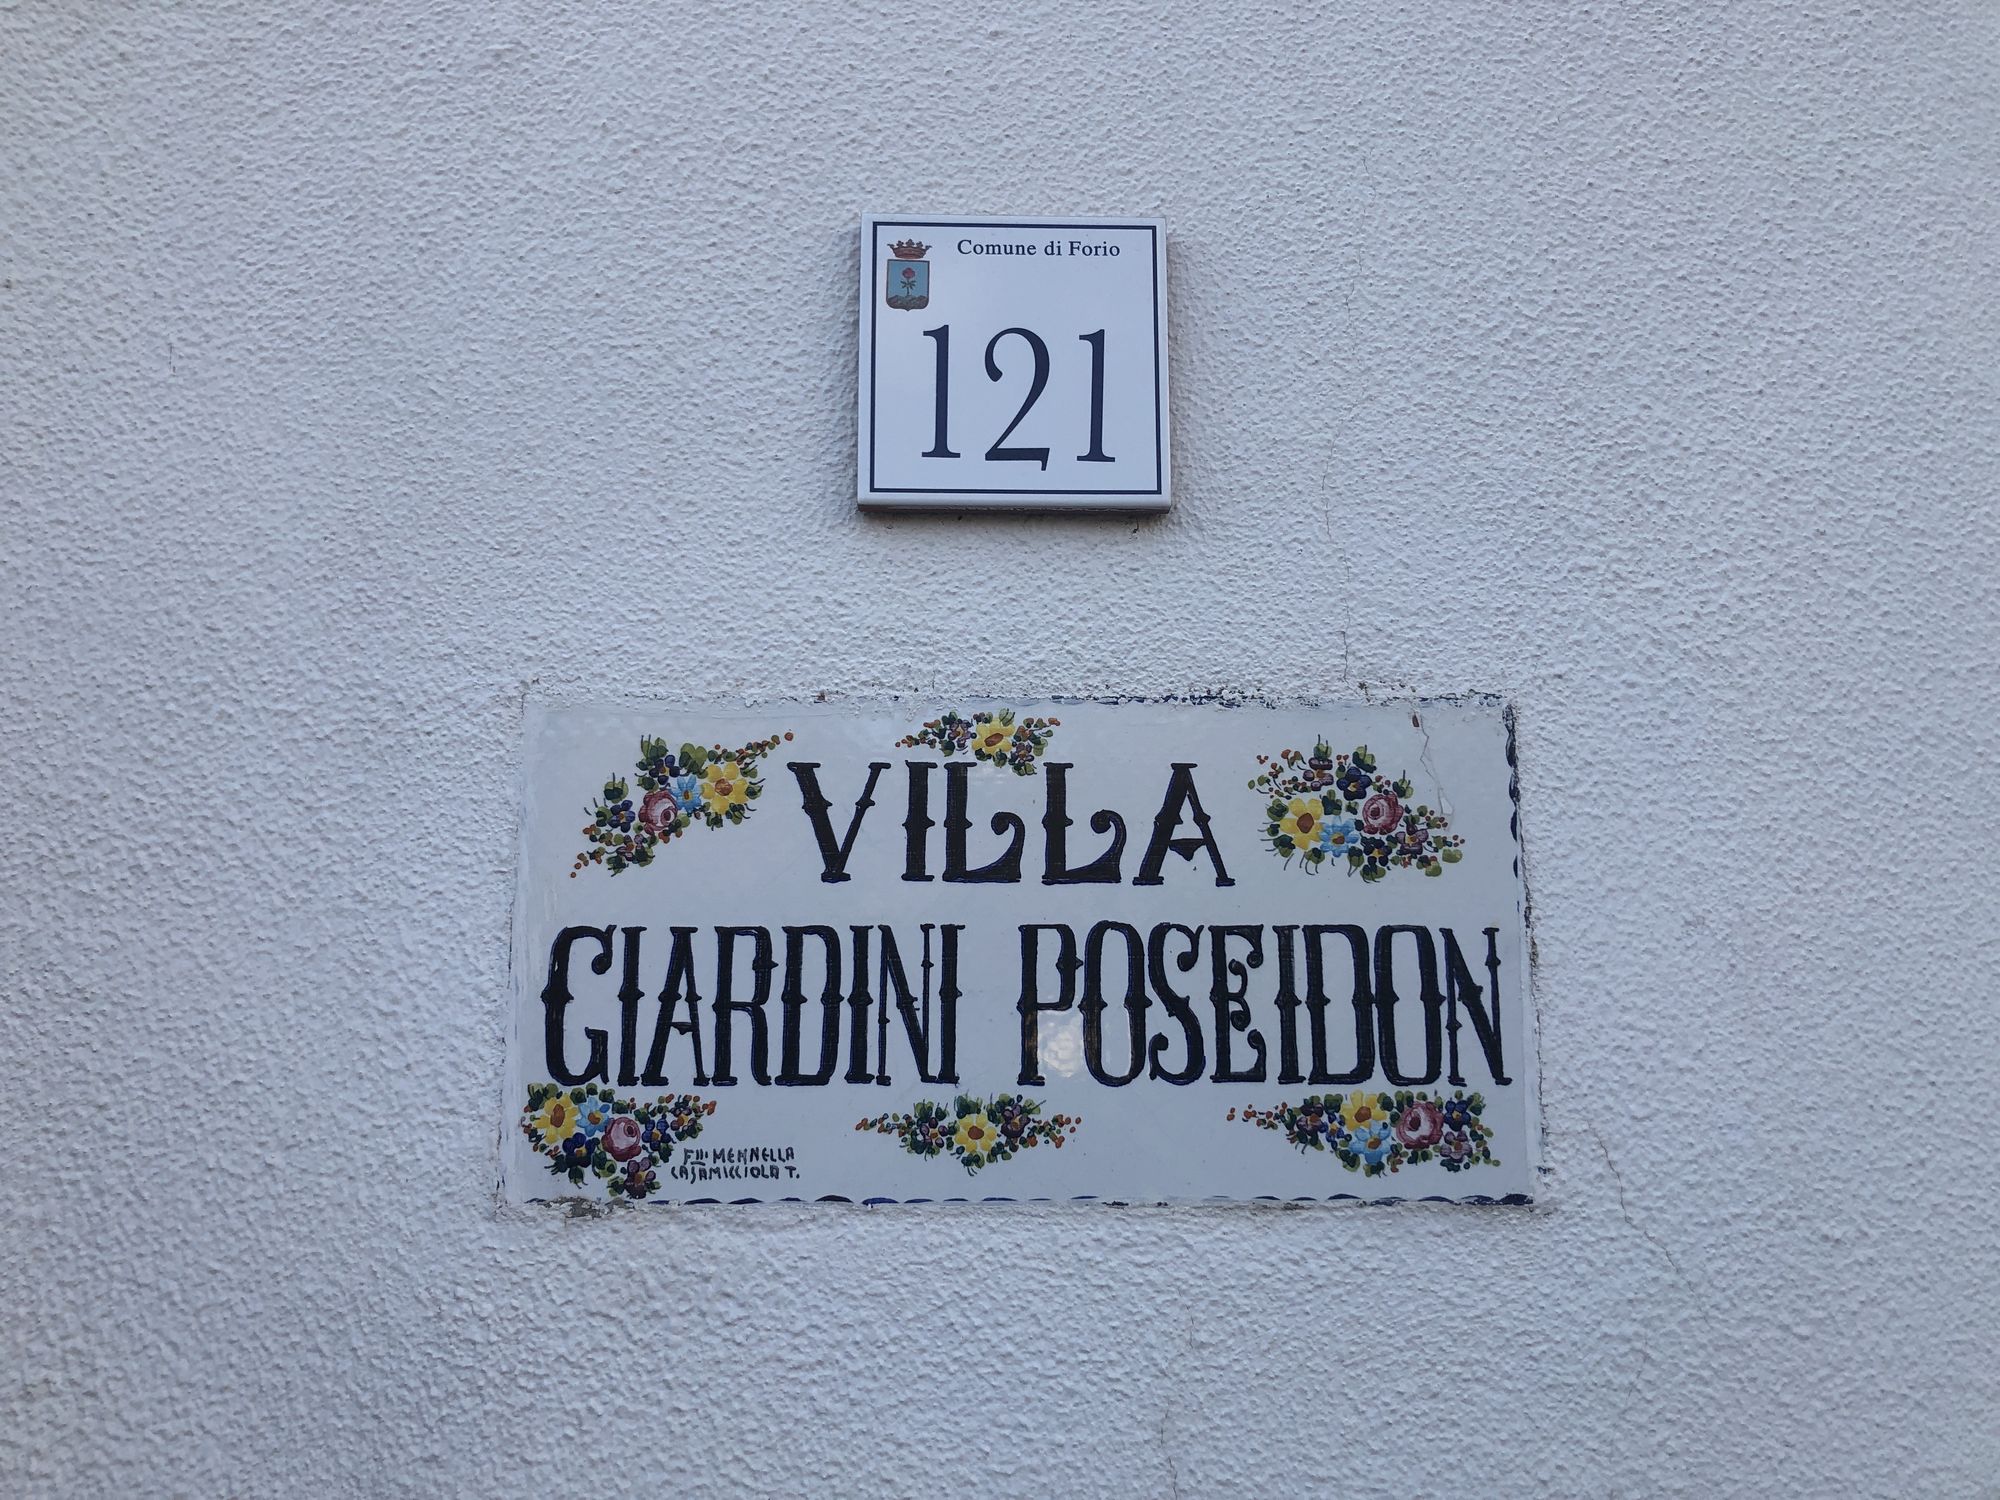 Comune di Forio
121
VILLA
GIARDINI POSEIDON
F.lli MENNELLA
CASAMICCIOLA T.